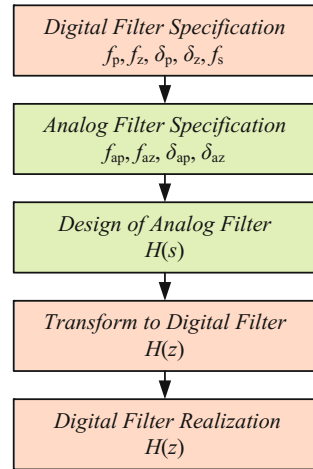 Digital Filter Specification
fp, fz, δp, δz, fs
Analog Filter Specification
fap, faz, δap, δaz
Design of Analog Filter
H(s)
Transform to Digital Filter
H(z)
Digital Filter Realization
H(z)